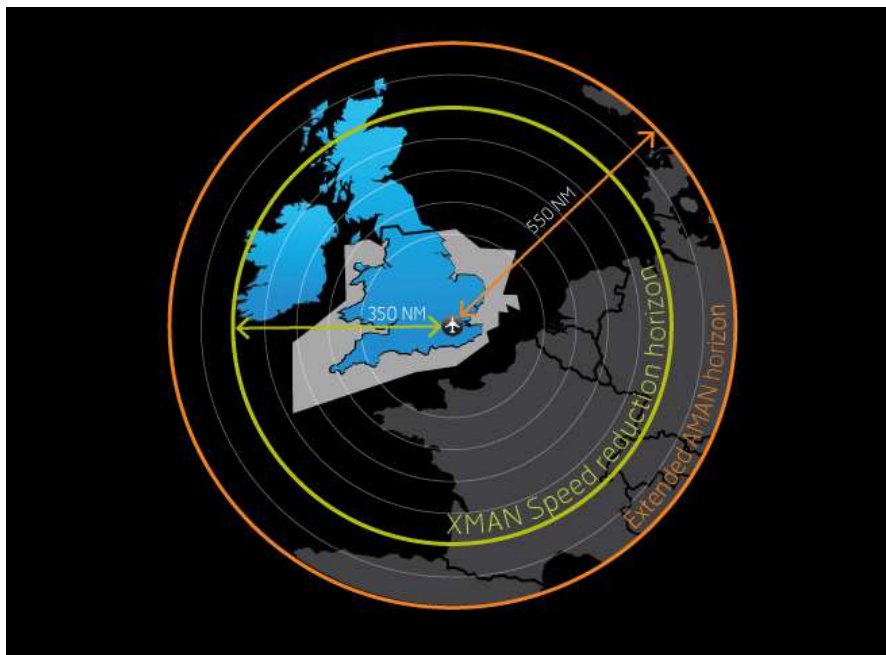 550 NM
350 NM
XMAN Speed reduction horizon
Extended AMAN horizon